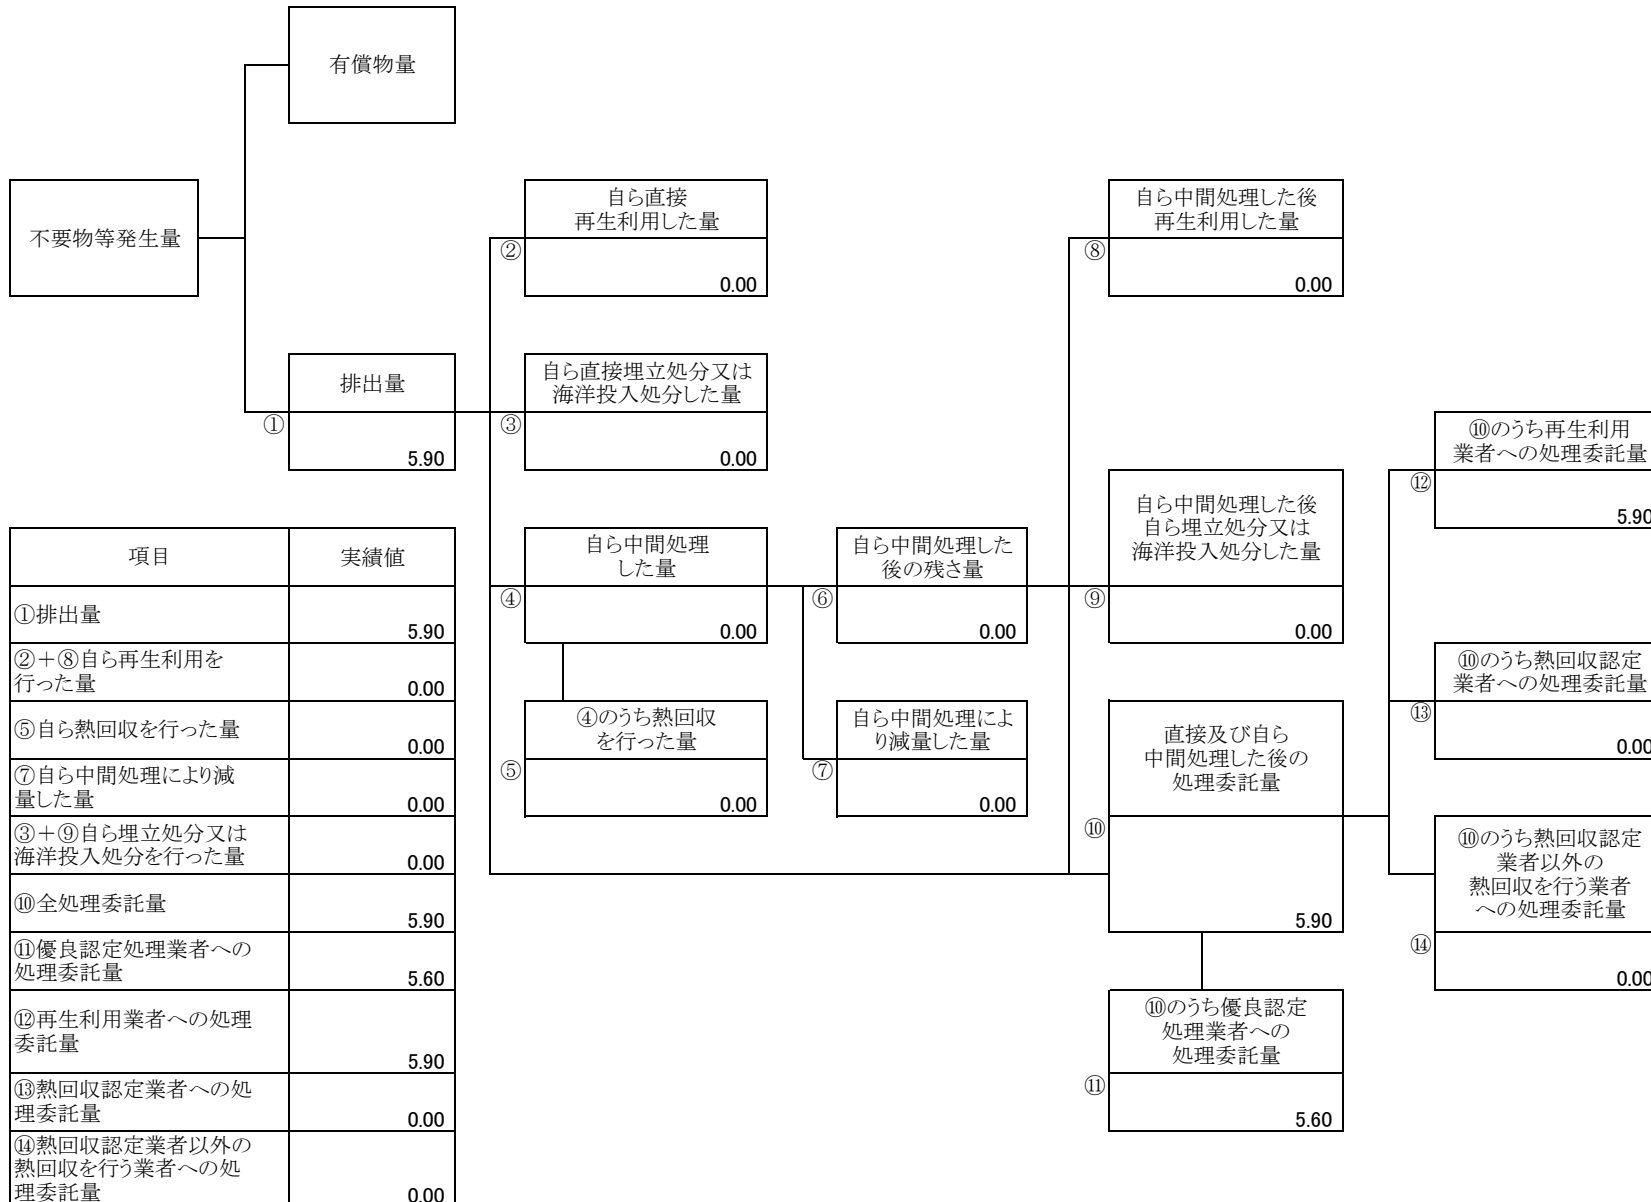 有償物量
不要物等発生量
自ら直接
再生利用した量
②
0.00
自ら中間処理した後
再生利用した量
⑧
0.00
排出量
①
5.90
自ら直接埋立処分又は
海洋投入処分した量
③
0.00
⑩のうち再生利用
業者への処理委託量
⑫
5.90
自ら中間処理
した量
④
0.00
自ら中間処理した
後の残さ量
⑥
0.00
自ら中間処理した後
自ら埋立処分又は
海洋投入処分した量
⑨
0.00
⑩のうち熱回収認定
業者への処理委託量
⑬
0.00
④のうち熱回収
を行った量
⑤
0.00
自ら中間処理によ
り減量した量
⑦
0.00
直接及び自ら
中間処理した後の
処理委託量
⑩
5.90
⑩のうち熱回収認定
業者以外の
熱回収を行う業者
への処理委託量
⑭
0.00
⑩のうち優良認定
処理業者への
処理委託量
⑪
5.60
項目 実績値
①排出量
5.90
②＋⑧自ら再生利用を
行った量
0.00
⑤自ら熱回収を行った量
0.00
⑦自ら中間処理により減
量した量
0.00
③＋⑨自ら埋立処分又は
海洋投入処分を行った量
0.00
⑩全処理委託量
5.90
⑪優良認定処理業者への
処理委託量
5.60
⑫再生利用業者への処理
委託量
5.90
⑬熱回収認定業者への処
理委託量
0.00
⑭熱回収認定業者以外の
熱回収を行う業者への処
理委託量
0.00